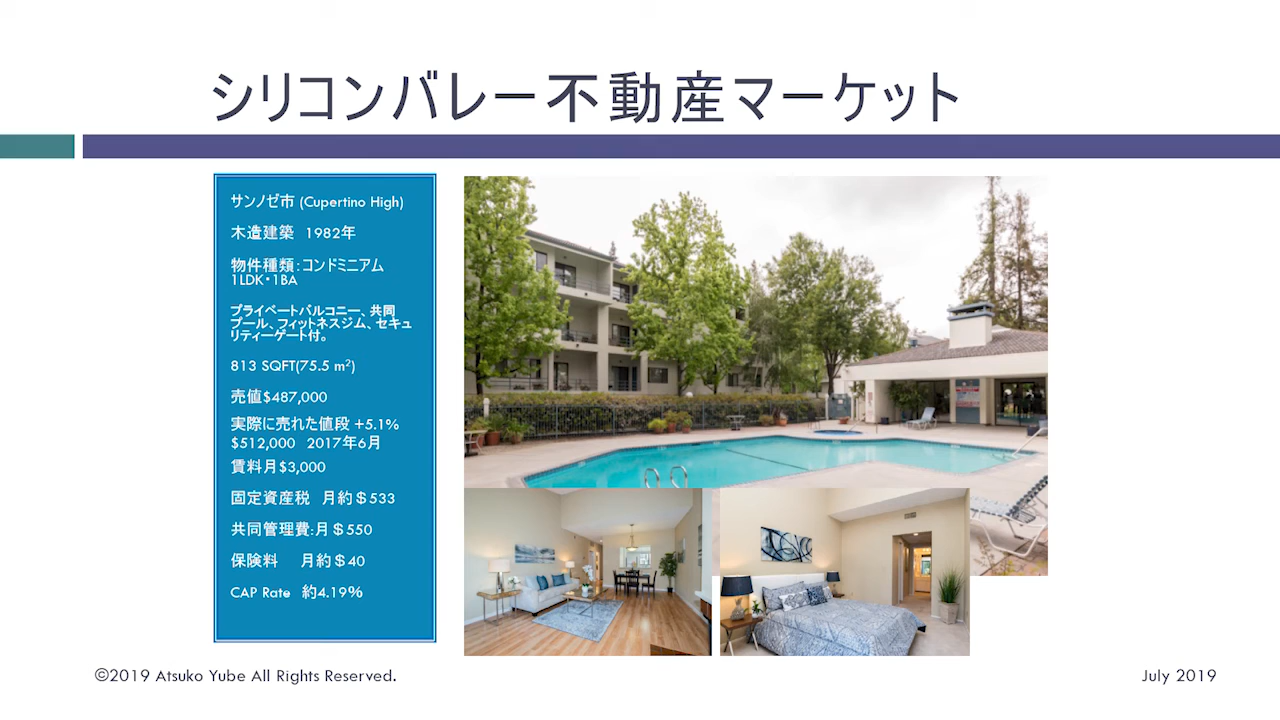 シリコンバレー不動産マーケット
サンノゼ市 (Cupertino High)
木造建築 1982年
物件種類：コンドミニアム
1LDK・1BA
プライベートバルコニー、共同
プール、フィットネスジム、セキュ
リティーゲート付。
813 SQFT(75.5 m²)
売値$487,000
実際に売れた値段 +5.1%
$512,000 2017年6月
賃料月$3,000
固定資産税 月約＄533
共同管理費:月＄550
保険料 月約＄40
CAP Rate 約4.19%
©2019 Atsuko Yube All Rights Reserved.
July 2019